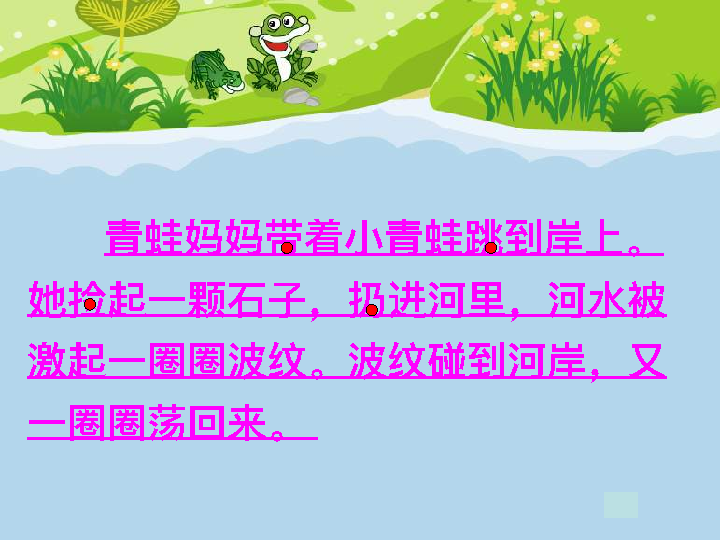 青蛙妈妈带着小青蛙跳到岸上。
她捡起一颗石子，扔进河里，河水被
激起一圈圈波纹。波纹碰到河岸，又
一圈圈荡回来。